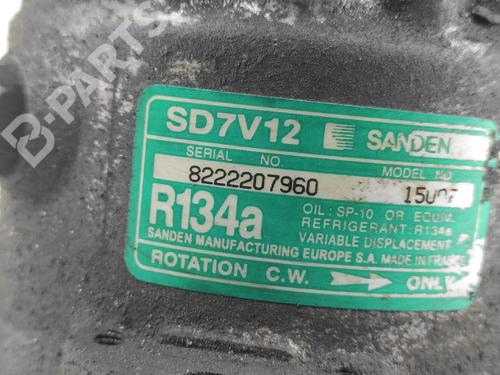 B-PARTS
SD7V12 SANDEN
SERIAL NO. MODEL NO.
8222207960
R134a
OIL: SP-10 OR EQUIV.
REFRIGERANT: R134a
VARIABLE DISPLACEMENT
SANDEN MANUFACTURING EUROPE S.A. MADE IN FRANCE
ROTATION C.W. ONLY